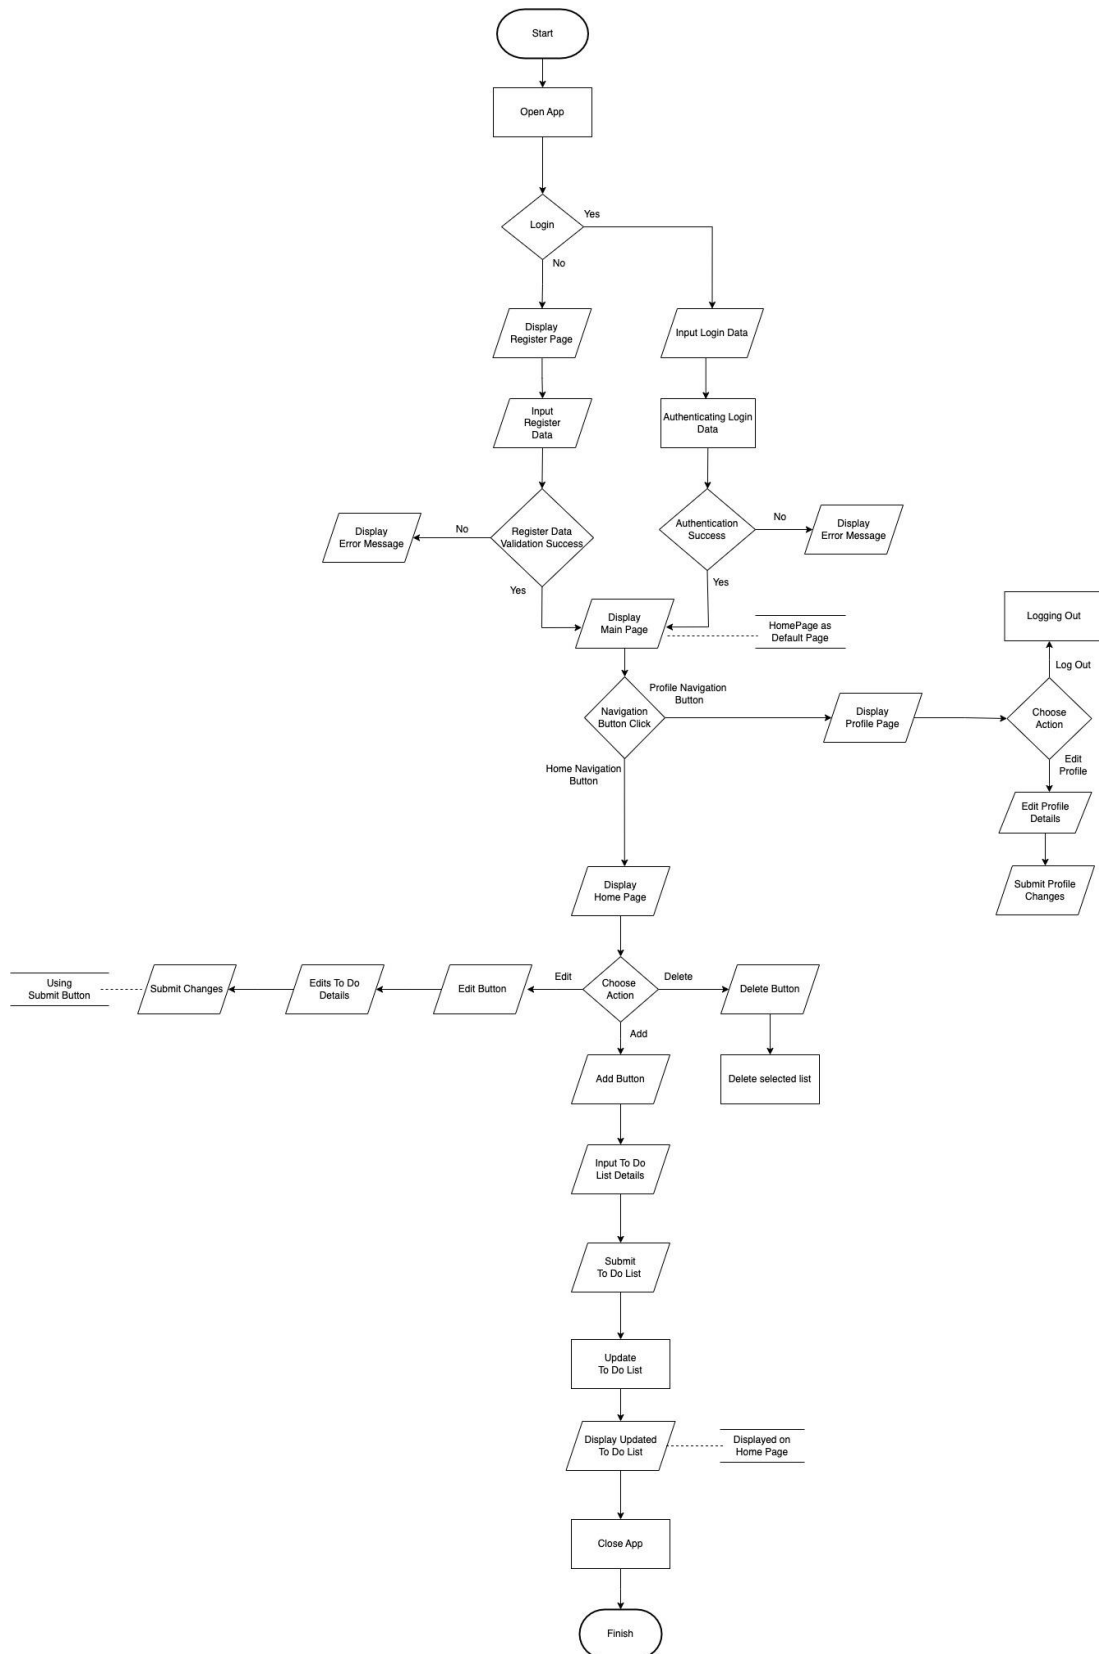 Start
Open App
Login
Yes
No
Display
Register Page
Input Login Data
Input
Register
Data
Authenticating Login
Data
Display
Error Message
No
Register Data
Validation Success
Authentication
Success
No
Display
Error Message
Yes
Yes
Display
Main Page
HomePage as
Default Page
Logging Out
Log Out
Navigation
Button Click
Profile Navigation
Button
Display
Profile Page
Choose
Action
Edit
Profile
Home Navigation
Button
Edit Profile
Details
Submit Profile
Changes
Display
Home Page
Using
Submit Button
Submit Changes
Edits To Do
Details
Edit Button
Edit
Choose
Action
Delete
Delete Button
Add
Add Button
Delete selected list
Input To Do
List Details
Submit
To Do List
Update
To Do List
Display Updated
To Do List
Displayed on
Home Page
Close App
Finish